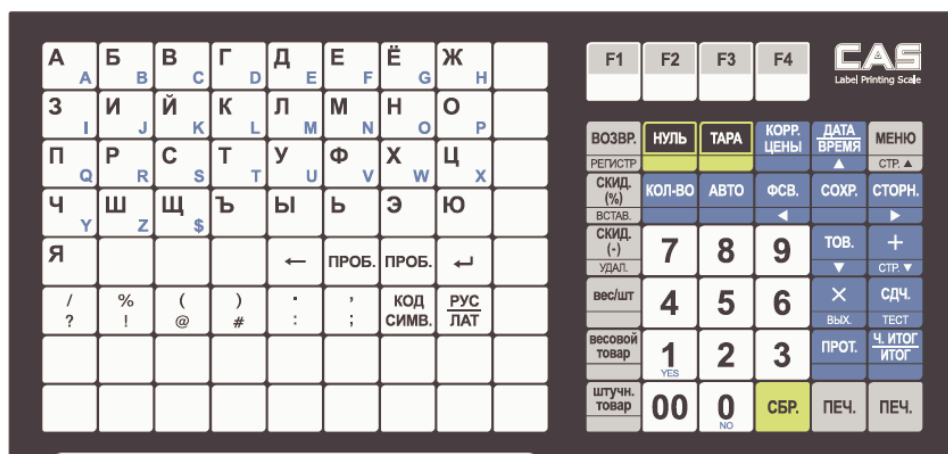 А A Б B В C Г D Д E Е F Ё G Ж H
З I И J Й K К L Л M М N Н O О P
П Q Р R С S Т T У U Ф V Х W Ц X
Ч Y Ш Z Щ $ Ъ Ы Ь Э Ю
Я ← ПРОБ. ПРОБ. ↵
/ % ( ) . , КОД РУС
? ! @ # : ; СИМВ. ЛАТ
F1 F2 F3 F4
CAS
Label Printing Scale
ВОЗВР. НУЛЬ ТАРА КОРР. ЦЕНЫ ДАТА ВРЕМЯ МЕНЮ
РЕГИСТР ▲ СТР. ▲
СКИД. (%) КОЛ-ВО АВТО ФСВ. СОХР. СТОРН.
ВСТАВ. ◀ ▶
СКИД. (-) 7 8 9 ТОВ. +
УДАЛ. ▼ СТР. ▼
вес/шт 4 5 6 × СДЧ.
ВЫХ. ТЕСТ
весовой товар 1 2 3 ПРОТ. Ч. ИТОГ ИТОГ
YES
штучн. товар 00 0 СБР. ПЕЧ. ПЕЧ.
NO